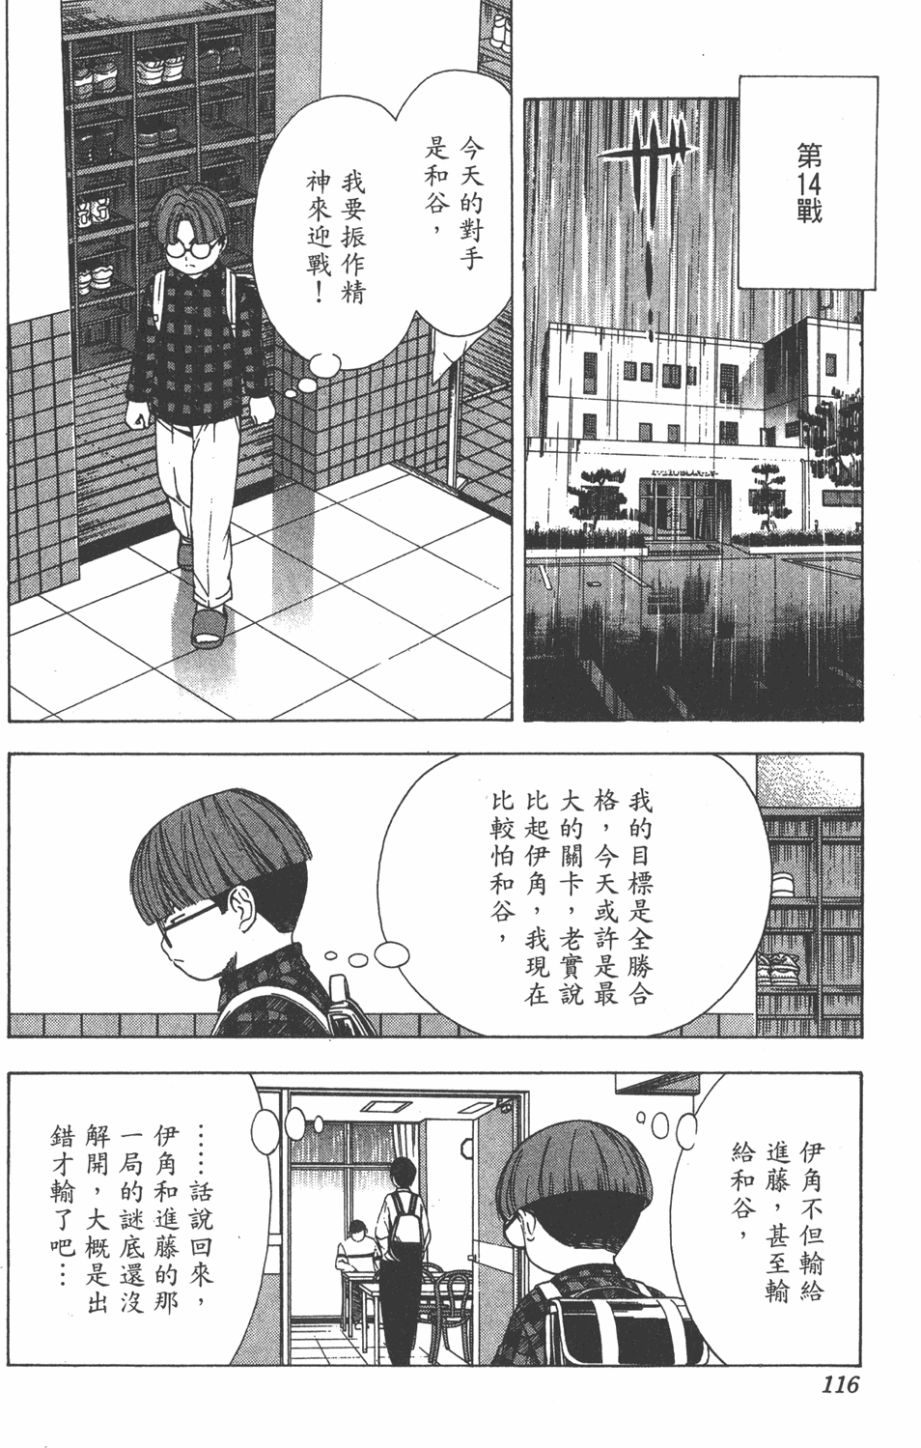 第14戰
今天的對手
是和谷，
我要振作精
神來迎戰！
我的目標是全勝合
格，今天或許是最
大的關卡，老實說
比起伊角，我現在
比較怕和谷，
伊角不但輸給
進藤，甚至輸
給和谷，
……話說回來，
伊角和進藤的那
一局的謎底還沒
解開，大概是出
錯才輸了吧…
116